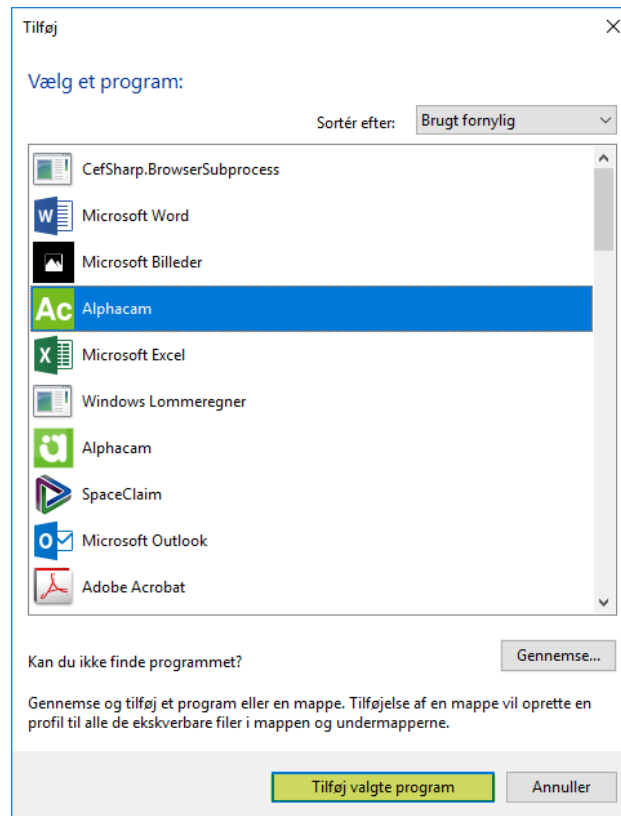 Tilføj
Vælg et program:
Sortér efter:
Brugt fornylig
CefSharp.BrowserSubprocess
W Microsoft Word
Microsoft Billeder
Ac Alphacam
X Microsoft Excel
Windows Lommeregner
Alphacam
SpaceClaim
O Microsoft Outlook
Adobe Acrobat
Kan du ikke finde programmet?
Gennemse...
Gennemse og tilføj et program eller en mappe. Tilføjelse af en mappe vil oprette en
profil til alle de ekskverbare filer i mappen og undermapperne.
Tilføj valgte program
Annuller